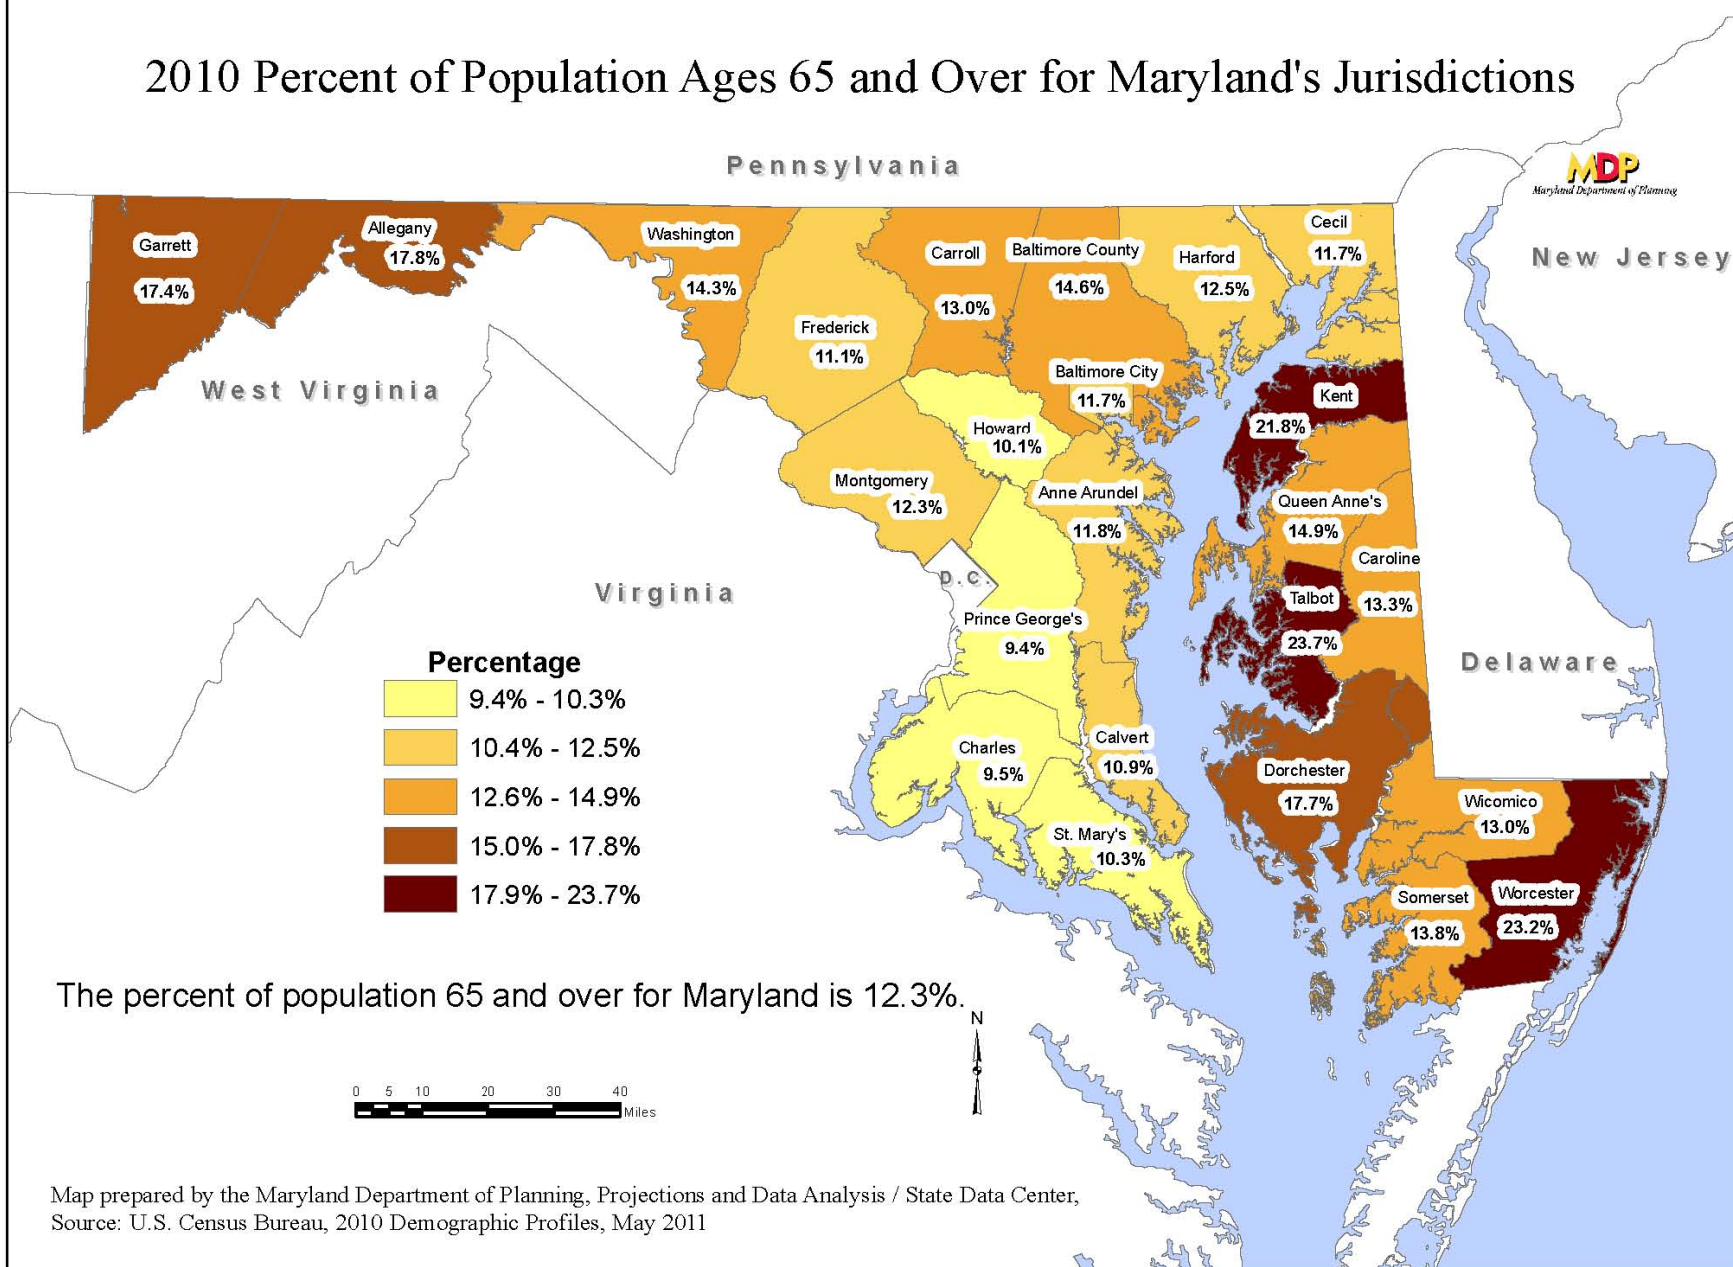 2010 Percent of Population Ages 65 and Over for Maryland's Jurisdictions
Pennsylvania
MDP
Maryland Department of Planning
New Jersey
Garrett
17.4%
Allegany
17.8%
Washington
14.3%
Frederick
11.1%
Carroll
13.0%
Baltimore County
14.6%
Harford
12.5%
Cecil
11.7%
West Virginia
Baltimore City
11.7%
Kent
21.8%
Howard
10.1%
Montgomery
12.3%
Anne Arundel
11.8%
Queen Anne's
14.9%
Caroline
13.3%
D.C.
Virginia
Talbot
23.7%
Prince George's
9.4%
Delaware
Percentage
9.4% - 10.3%
10.4% - 12.5%
12.6% - 14.9%
15.0% - 17.8%
17.9% - 23.7%
Charles
9.5%
Calvert
10.9%
Dorchester
17.7%
Wicomico
13.0%
St. Mary's
10.3%
Somerset
13.8%
Worcester
23.2%
The percent of population 65 and over for Maryland is 12.3%.
N
0 5 10 20 30 40
Miles
Map prepared by the Maryland Department of Planning, Projections and Data Analysis / State Data Center,
Source: U.S. Census Bureau, 2010 Demographic Profiles, May 2011